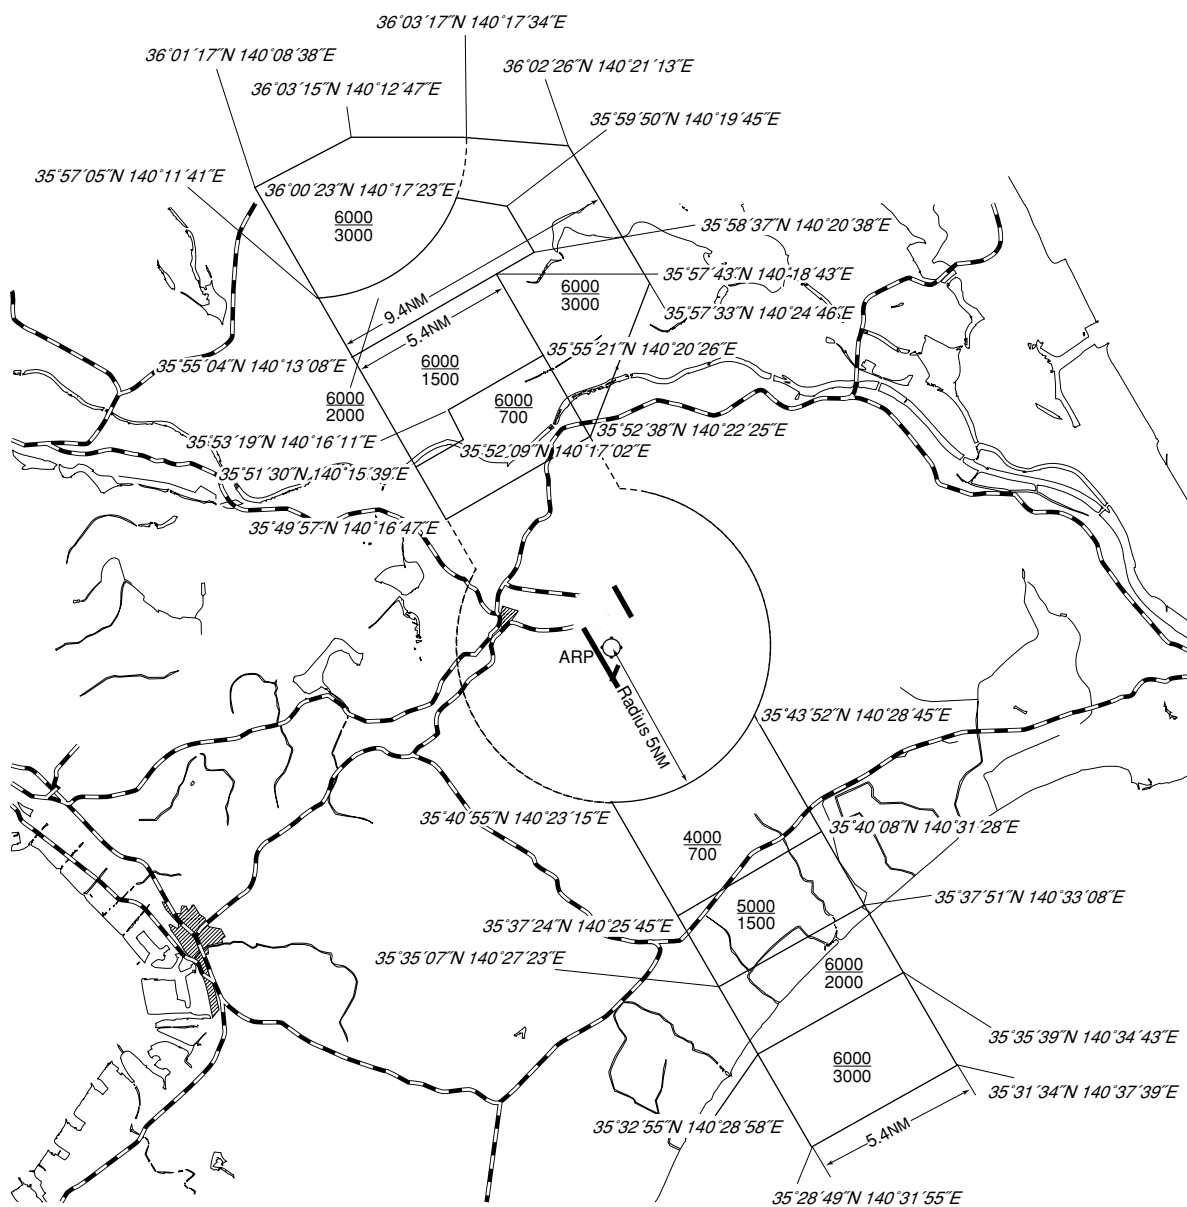 36°03´17˝N 140°17´34˝E
36°01´17˝N 140°08´38˝E
36°02´26˝N 140°21´13˝E
36°03´15˝N 140°12´47˝E
35°59´50˝N 140°19´45˝E
35°57´05˝N 140°11´41˝E
36°00´23˝N 140°17´23˝E
6000
3000
35°58´37˝N 140°20´38˝E
35°57´43˝N 140°18´43˝E
6000
3000
9.4NM
35°57´33˝N 140°24´46˝E
5.4NM
35°55´21˝N 140°20´26˝E
35°55´04˝N 140°13´08˝E
6000
1500
6000
2000
6000
700
35°52´38˝N 140°22´25˝E
35°53´19˝N 140°16´11˝E
35°52´09˝N 140°17´02˝E
35°51´30˝N 140°15´39˝E
35°49´57˝N 140°16´47˝E
ARP
Radius 5NM
35°43´52˝N 140°28´45˝E
35°40´55˝N 140°23´15˝E
35°40´08˝N 140°31´28˝E
4000
700
35°37´51˝N 140°33´08˝E
5000
1500
35°37´24˝N 140°25´45˝E
35°35´07˝N 140°27´23˝E
6000
2000
35°35´39˝N 140°34´43˝E
6000
3000
35°31´34˝N 140°37´39˝E
35°32´55˝N 140°28´58˝E
5.4NM
35°28´49˝N 140°31´55˝E